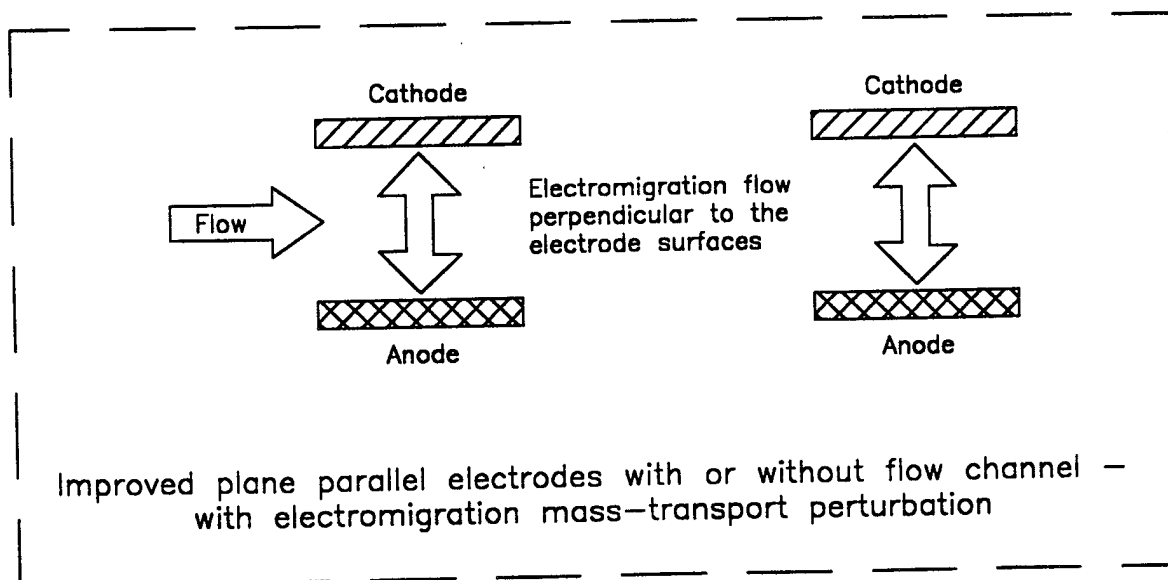 Cathode
Cathode
Flow
Electromigration flow
perpendicular to the
electrode surfaces
Anode
Anode
Improved plane parallel electrodes with or without flow channel –
with electromigration mass–transport perturbation